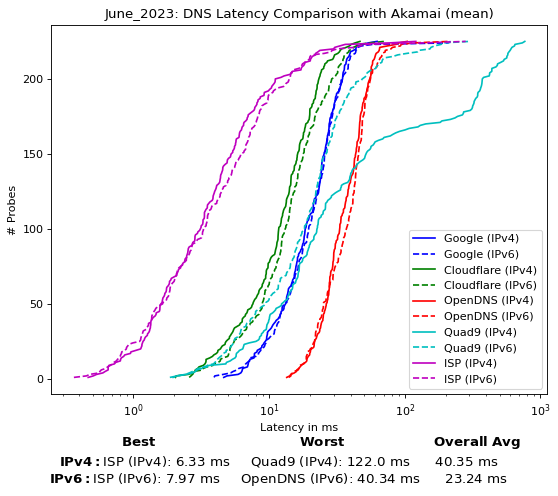 June_2023: DNS Latency Comparison with Akamai (mean)
# Probes
200
150
100
50
0
Google (IPv4)
Google (IPv6)
Cloudflare (IPv4)
Cloudflare (IPv6)
OpenDNS (IPv4)
OpenDNS (IPv6)
Quad9 (IPv4)
Quad9 (IPv6)
ISP (IPv4)
ISP (IPv6)
10⁰ 10¹ 10² 10³
Latency in ms
Best Worst Overall Avg
IPv4: ISP (IPv4): 6.33 ms Quad9 (IPv4): 122.0 ms 40.35 ms
IPv6: ISP (IPv6): 7.97 ms OpenDNS (IPv6): 40.34 ms 23.24 ms